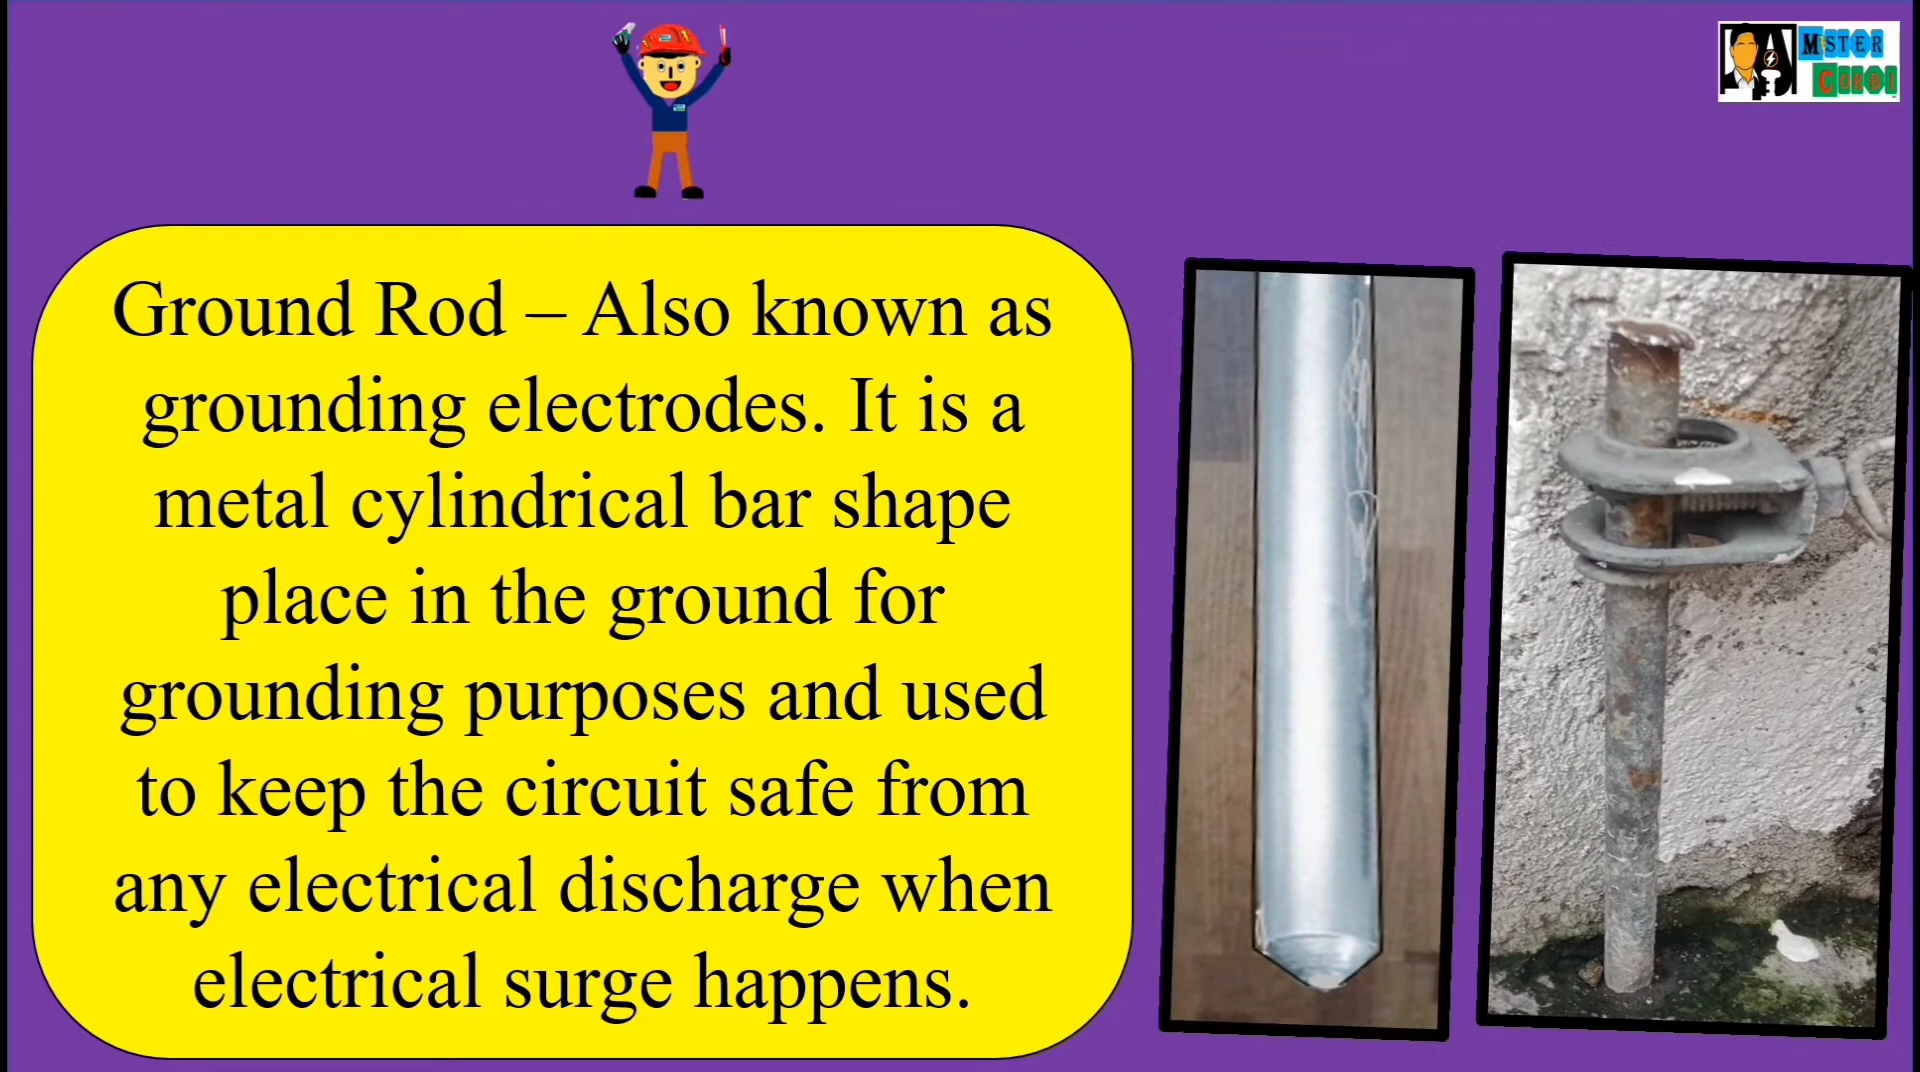 MISTER
CORBI
Ground Rod – Also known as
grounding electrodes. It is a
metal cylindrical bar shape
place in the ground for
grounding purposes and used
to keep the circuit safe from
any electrical discharge when
electrical surge happens.